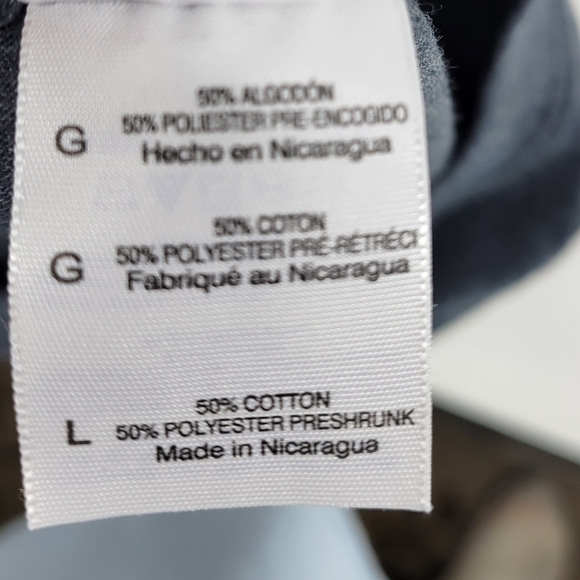 50% ALGODÓN
G 50% POLIESTER PRE-ENCOGIDO
Hecho en Nicaragua
50% COTON
G 50% POLYESTER PRÉ-RÉTRÉCI
Fabriqué au Nicaragua
50% COTTON
L 50% POLYESTER PRESHRUNK
Made in Nicaragua